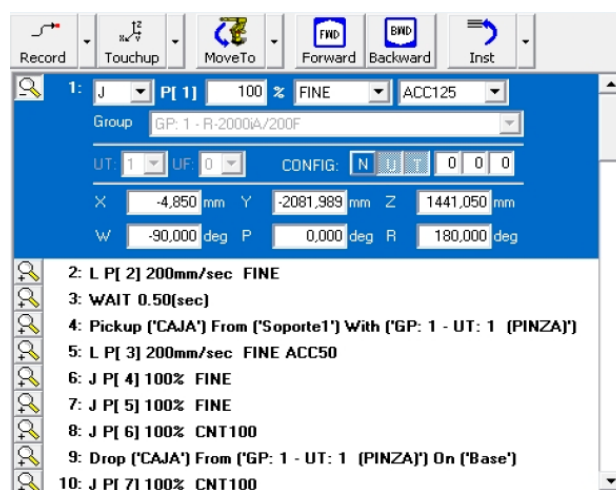 FWD BWD
Record Touchup MoveTo Forward Backward Inst
1: J P[ 1] 100 % FINE ACC125
Group GP: 1 - R-2000iA/200F
UT: 1 UF: 0 CONFIG: N U T 0 0 0
X -4,850 mm Y -2081,989 mm Z 1441,050 mm
W -90,000 deg P 0,000 deg R 180,000 deg
2: L P[ 2] 200mm/sec FINE
3: WAIT 0.50(sec)
4: Pickup ('CAJA') From ('Soporte1') With ('GP: 1 - UT: 1 (PINZA)')
5: L P[ 3] 200mm/sec FINE ACC50
6: J P[ 4] 100% FINE
7: J P[ 5] 100% FINE
8: J P[ 6] 100% CNT100
9: Drop ('CAJA') From ('GP: 1 - UT: 1 (PINZA)') On ('Base')
10: J P[ 7] 100% CNT100